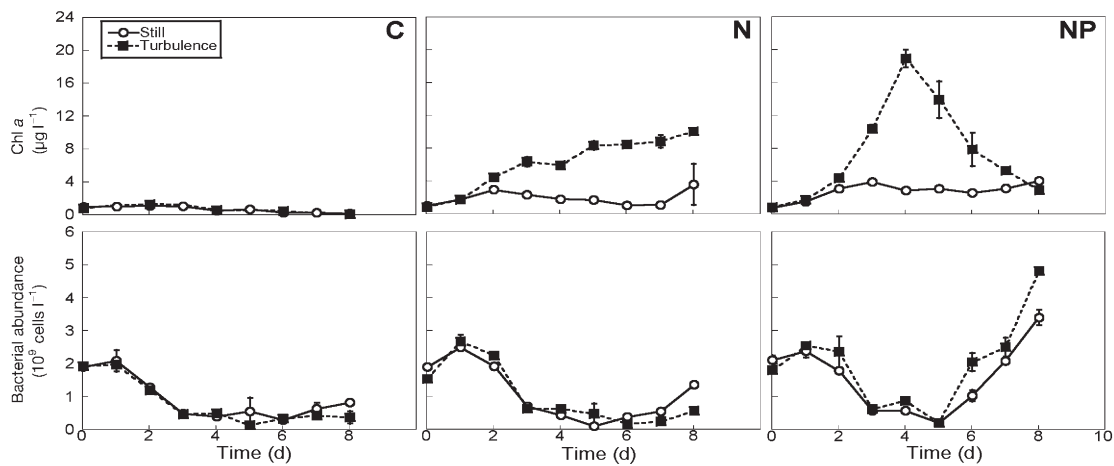 C
N
NP
Still
Turbulence
24
20
16
12
8
4
0
Chl a
(µg l⁻¹)
6
5
4
3
2
1
0
Bacterial abundance
(10⁹ cells l⁻¹)
0 2 4 6 8
0 2 4 6 8
0 2 4 6 8 10
Time (d)
Time (d)
Time (d)